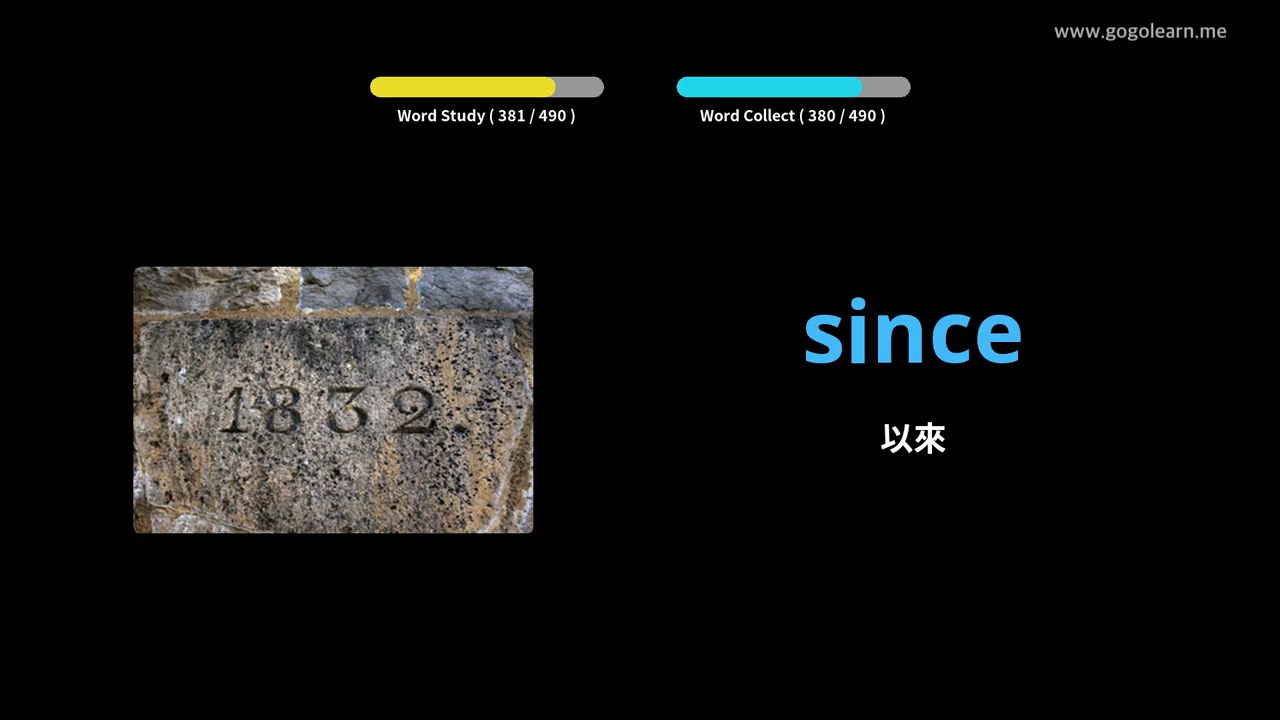 www.gogolearn.me
Word Study ( 381 / 490 )
Word Collect ( 380 / 490 )
1832.
since
以來